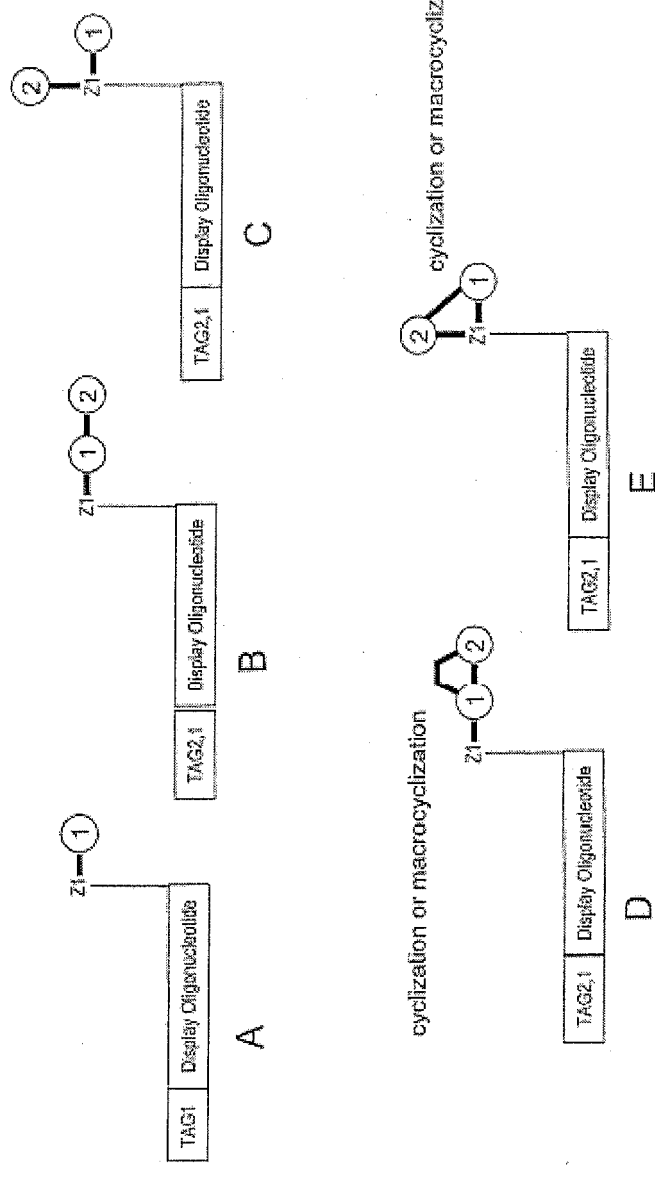 Z1 1
TAG1 Display Oligonucleotide
A
Z1 1 2
TAG2,1 Display Oligonucleotide
B
2
Z1 1
TAG2,1 Display Oligonucleotide
C
cyclization or macrocyclization
Z1 1 2
TAG2,1 Display Oligonucleotide
D
cyclization or macrocycliz
2
Z1 1
TAG2,1 Display Oligonucleotide
E